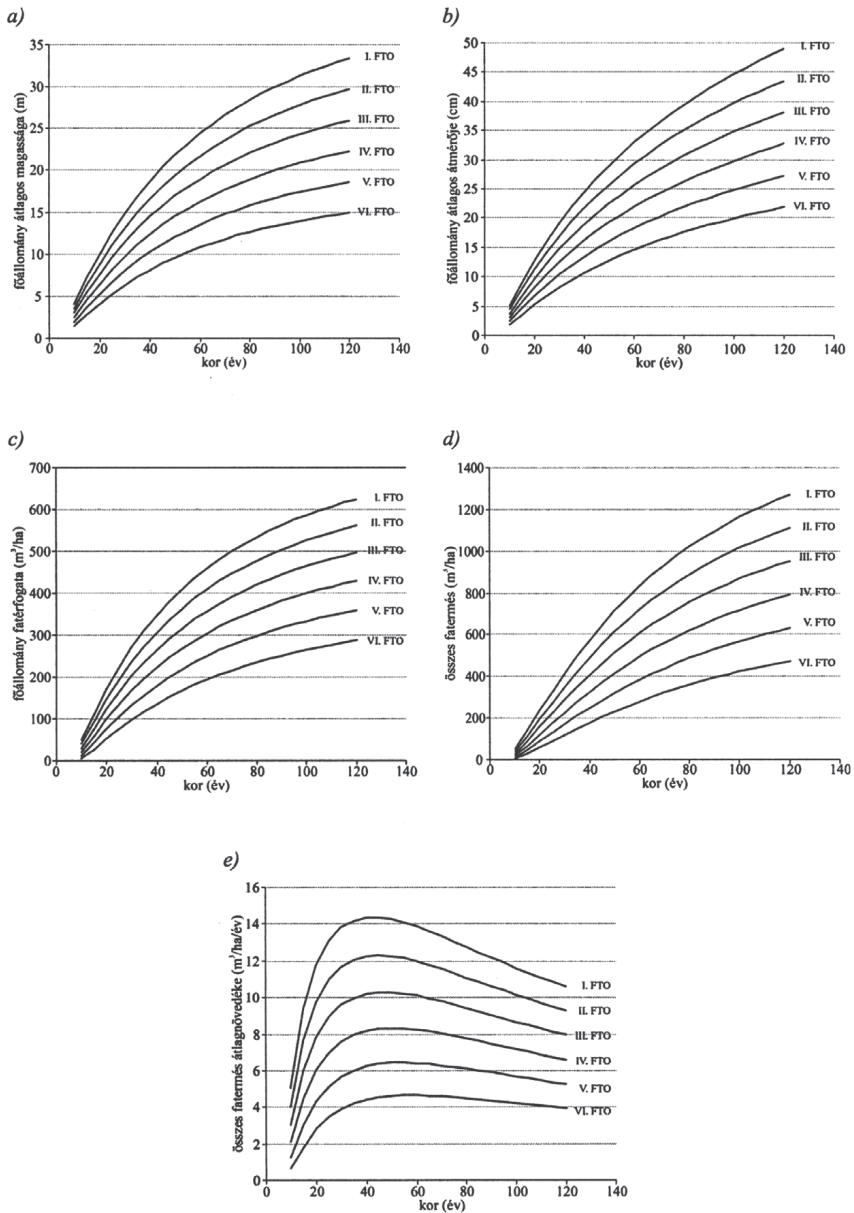 a)
főállomány átlagos magassága (m)
35
30
25
20
15
10
5
0
0 20 40 60 80 100 120 140
kor (év)
I. FTO
II. FTO
III. FTO
IV. FTO
V. FTO
VI. FTO
b)
főállomány átlagos átmérője (cm)
50
45
40
35
30
25
20
15
10
5
0
0 20 40 60 80 100 120 140
kor (év)
I. FTO
II. FTO
III. FTO
IV. FTO
V. FTO
VI. FTO
c)
főállomány fatérfogata (m³/ha)
700
600
500
400
300
200
100
0
0 20 40 60 80 100 120 140
kor (év)
I. FTO
II. FTO
III. FTO
IV. FTO
V. FTO
VI. FTO
d)
összes fatermés (m³/ha)
1400
1200
1000
800
600
400
200
0
0 20 40 60 80 100 120 140
kor (év)
I. FTO
II. FTO
III. FTO
IV. FTO
V. FTO
VI. FTO
e)
összes fatermés átlagnövedéke (m³/ha/év)
16
14
12
10
8
6
4
2
0
0 20 40 60 80 100 120 140
kor (év)
I. FTO
II. FTO
III. FTO
IV. FTO
V. FTO
VI. FTO